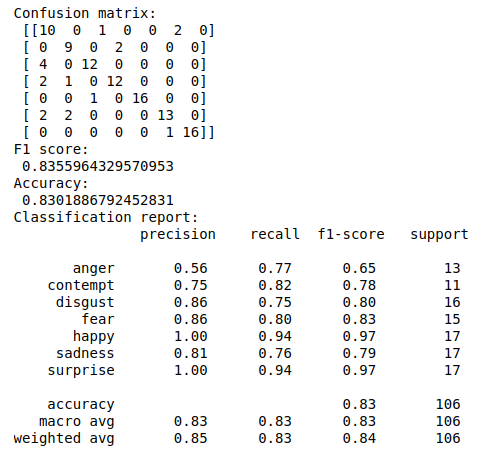 Confusion matrix:
[[10 0 1 0 0 2 0]
[ 0 9 0 2 0 0 0]
[ 4 0 12 0 0 0 0]
[ 2 1 0 12 0 0 0]
[ 0 0 1 0 16 0 0]
[ 2 2 0 0 0 13 0]
[ 0 0 0 0 0 1 16]]
F1 score:
0.8355964329570953
Accuracy:
0.8301886792452831
Classification report:
precision recall f1-score support
anger 0.56 0.77 0.65 13
contempt 0.75 0.82 0.78 11
disgust 0.86 0.75 0.80 16
fear 0.86 0.80 0.83 15
happy 1.00 0.94 0.97 17
sadness 0.81 0.76 0.79 17
surprise 1.00 0.94 0.97 17
accuracy 0.83 106
macro avg 0.83 0.83 0.83 106
weighted avg 0.85 0.83 0.84 106